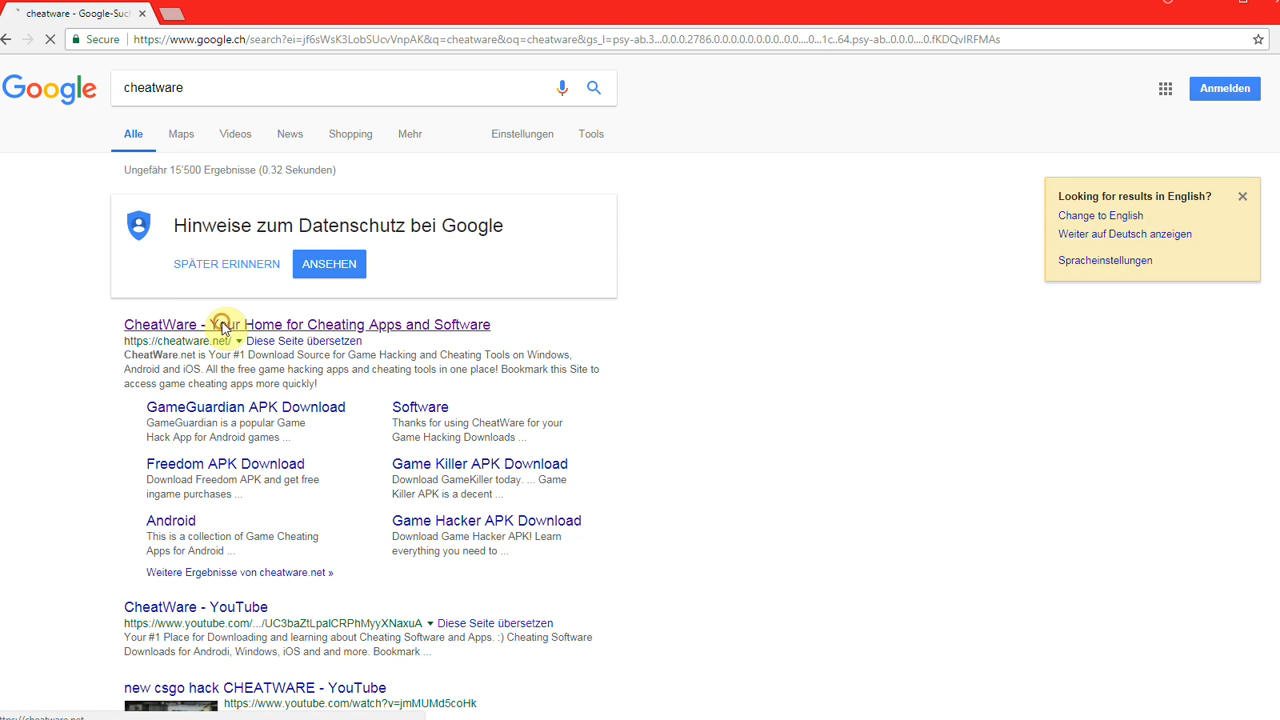 cheatware - Google-Suc
Secure
https://www.google.ch/search?ei=jf6sWsK3LobSUcvVnpAK&q=cheatware&oq=cheatware&gs_l=psy-ab.3...0.0.0.2786.0.0.0.0.0.0.0.0..0.0....0...1c..64.psy-ab..0.0.0....0.fKDQvIRFMAs
Google
cheatware
Anmelden
Alle Maps Videos News Shopping Mehr Einstellungen Tools
Ungefähr 15'500 Ergebnisse (0.32 Sekunden)
Hinweise zum Datenschutz bei Google
SPÄTER ERINNERN ANSEHEN
Looking for results in English?
Change to English
Weiter auf Deutsch anzeigen
Spracheinstellungen
CheatWare - Your Home for Cheating Apps and Software
https://cheatware.net/ Diese Seite übersetzen
CheatWare.net is Your #1 Download Source for Game Hacking and Cheating Tools on Windows,
Android and iOS. All the free game hacking apps and cheating tools in one place! Bookmark this Site to
access game cheating apps more quickly!
GameGuardian APK Download
GameGuardian is a popular Game
Hack App for Android games ...
Software
Thanks for using CheatWare for your
Game Hacking Downloads ...
Freedom APK Download
Download Freedom APK and get free
ingame purchases ...
Game Killer APK Download
Download GameKiller today. ... Game
Killer APK is a decent ...
Android
This is a collection of Game Cheating
Apps for Android ...
Game Hacker APK Download
Download Game Hacker APK! Learn
everything you need to ...
Weitere Ergebnisse von cheatware.net »
CheatWare - YouTube
https://www.youtube.com/.../UC3baZtLpalCRPhMyyXNaxuA Diese Seite übersetzen
Your #1 Place for Downloading and learning about Cheating Software and Apps. :) Cheating Software
Downloads for Androdi, Windows, iOS and and more. Bookmark ...
new csgo hack CHEATWARE - YouTube
https://www.youtube.com/watch?v=jmMUMd5coHk